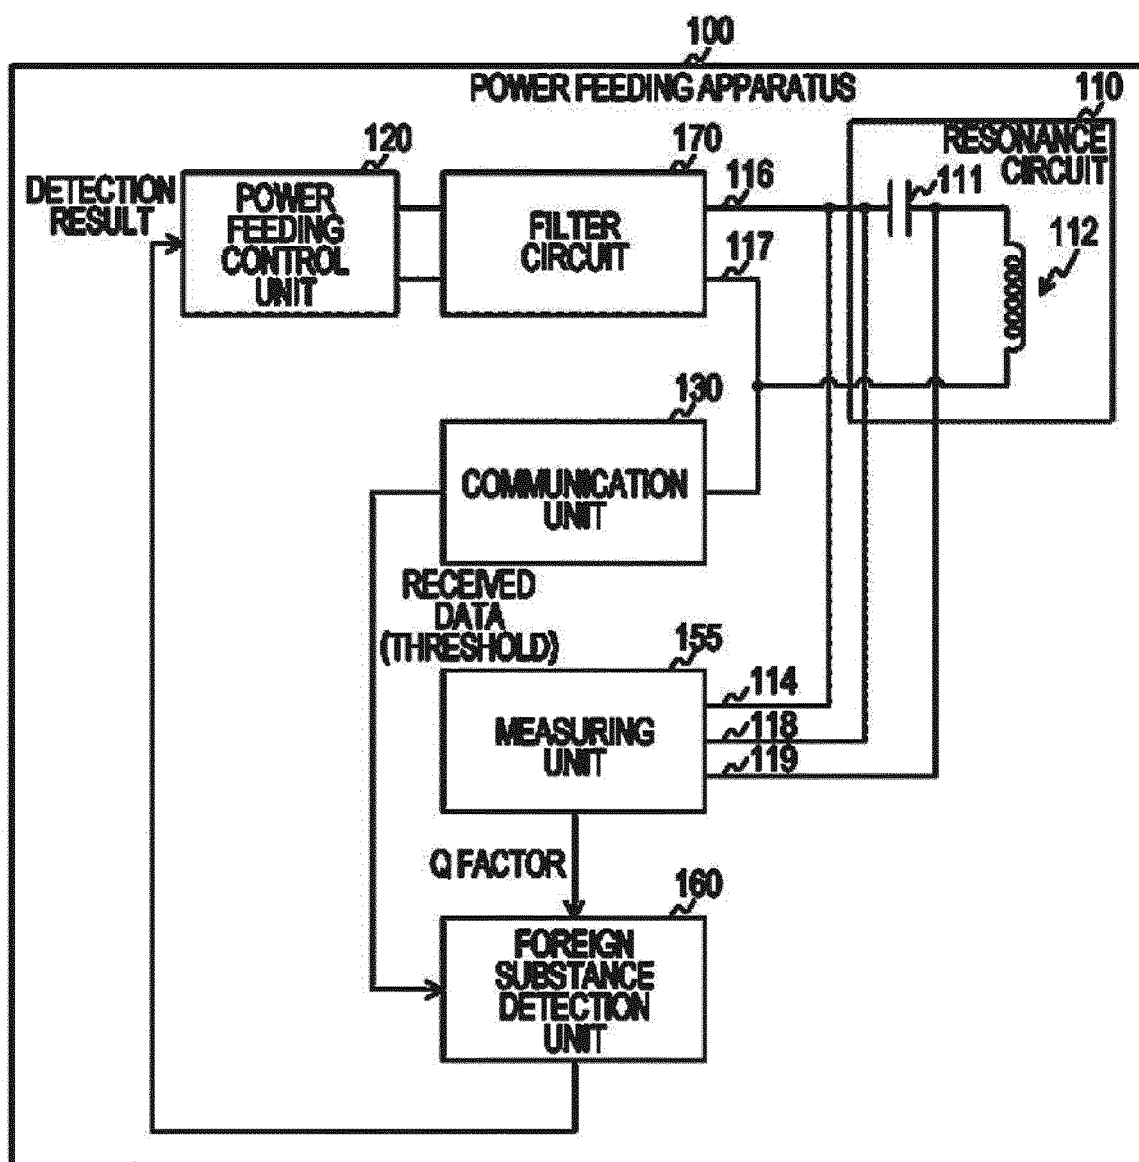 100
POWER FEEDING APPARATUS
110
RESONANCE
CIRCUIT
120
170
116
111
DETECTION
RESULT
POWER
FEEDING
CONTROL
UNIT
FILTER
CIRCUIT
117
112
130
COMMUNICATION
UNIT
RECEIVED
DATA
(THRESHOLD)
155
114
MEASURING
UNIT
118
119
Q FACTOR
160
FOREIGN
SUBSTANCE
DETECTION
UNIT